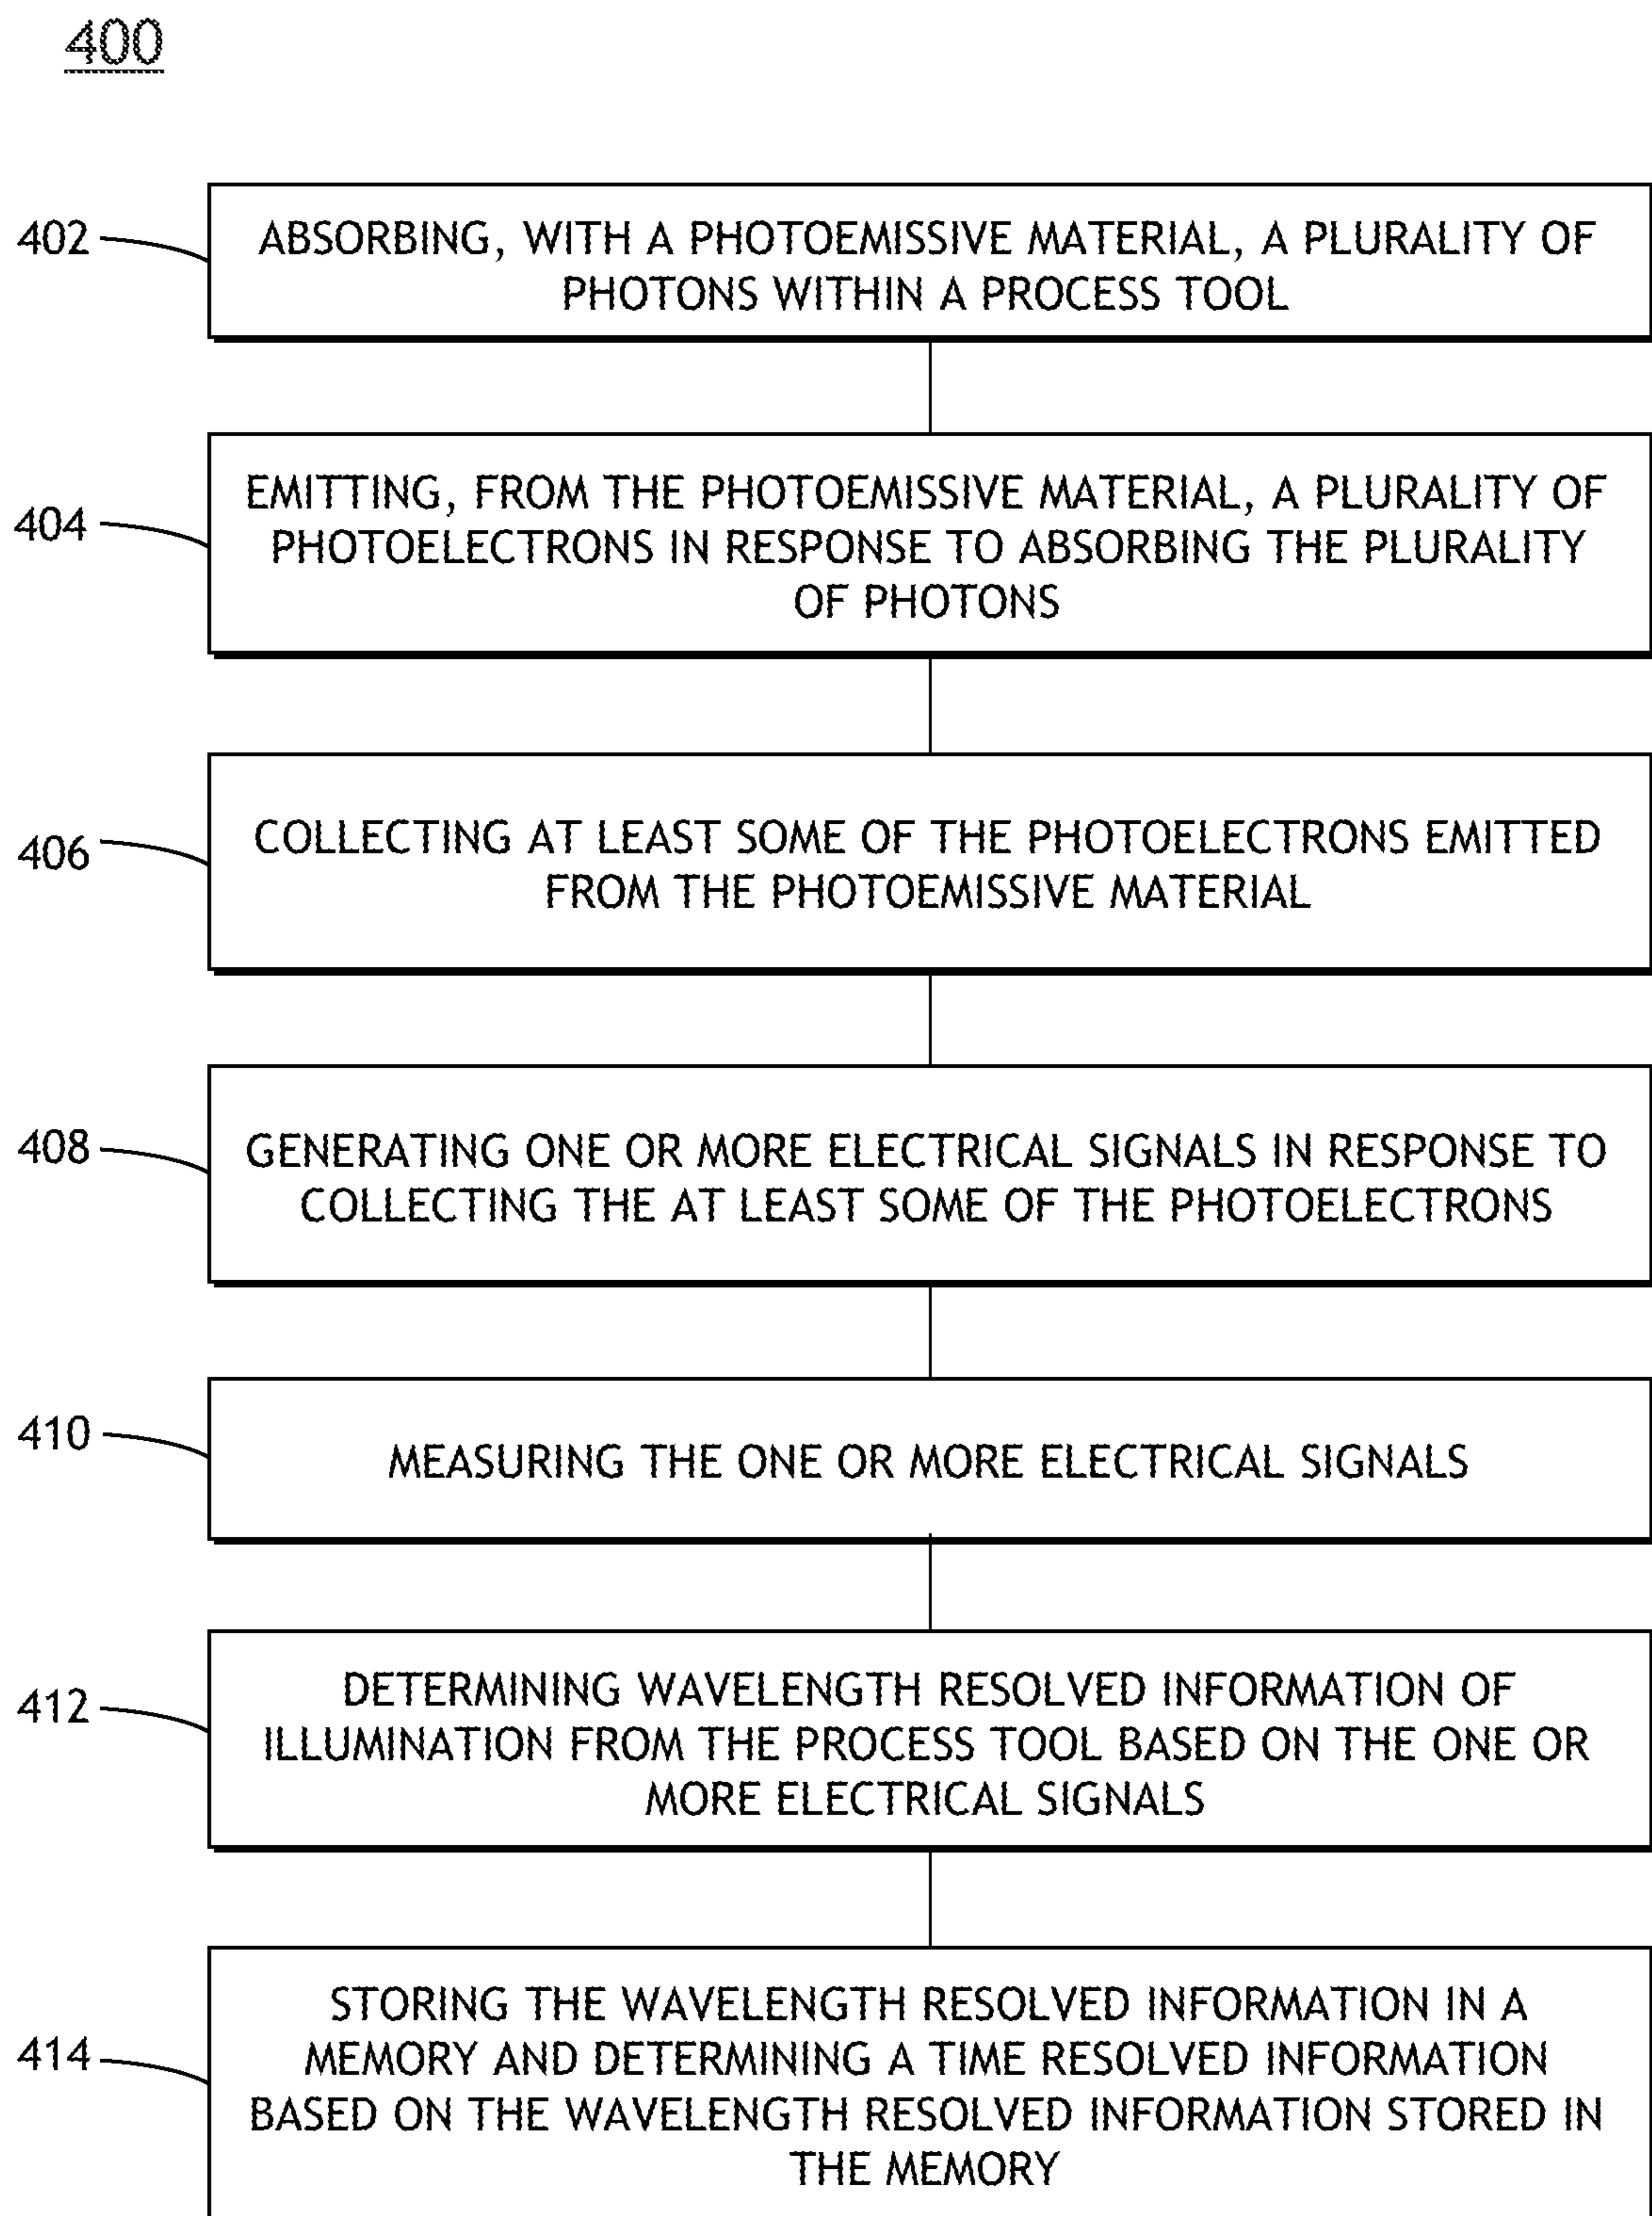 400
402
ABSORBING, WITH A PHOTOEMISSIVE MATERIAL, A PLURALITY OF
PHOTONS WITHIN A PROCESS TOOL
404
EMITTING, FROM THE PHOTOEMISSIVE MATERIAL, A PLURALITY OF
PHOTOELECTRONS IN RESPONSE TO ABSORBING THE PLURALITY
OF PHOTONS
406
COLLECTING AT LEAST SOME OF THE PHOTOELECTRONS EMITTED
FROM THE PHOTOEMISSIVE MATERIAL
408
GENERATING ONE OR MORE ELECTRICAL SIGNALS IN RESPONSE TO
COLLECTING THE AT LEAST SOME OF THE PHOTOELECTRONS
410
MEASURING THE ONE OR MORE ELECTRICAL SIGNALS
412
DETERMINING WAVELENGTH RESOLVED INFORMATION OF
ILLUMINATION FROM THE PROCESS TOOL BASED ON THE ONE OR
MORE ELECTRICAL SIGNALS
414
STORING THE WAVELENGTH RESOLVED INFORMATION IN A
MEMORY AND DETERMINING A TIME RESOLVED INFORMATION
BASED ON THE WAVELENGTH RESOLVED INFORMATION STORED IN
THE MEMORY